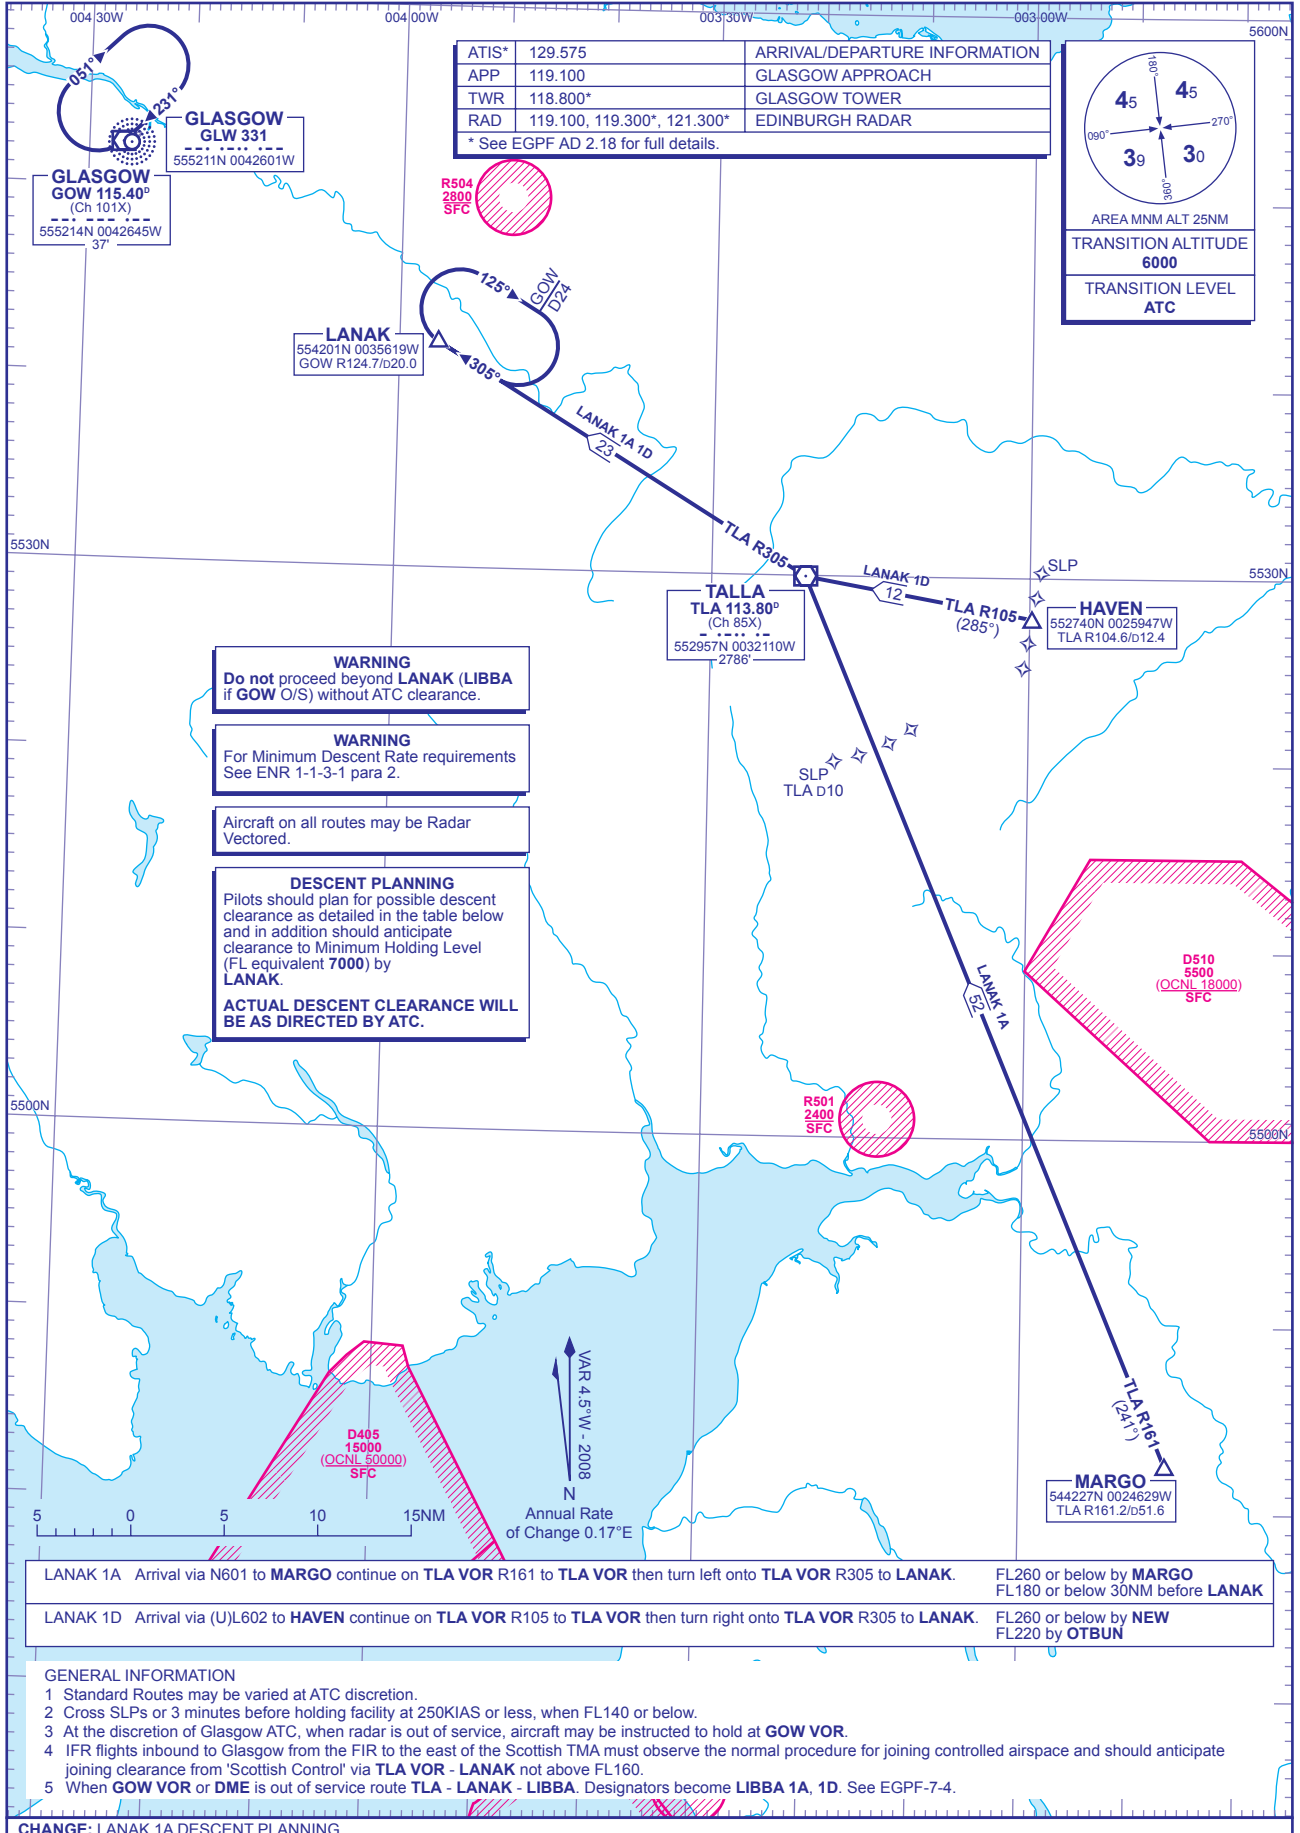 004 30W
004 00W
003 30W
003 00W
5600N
ATIS* 129.575 ARRIVAL/DEPARTURE INFORMATION
APP 119.100 GLASGOW APPROACH
TWR 118.800* GLASGOW TOWER
RAD 119.100, 119.300*, 121.300* EDINBURGH RADAR
* See EGPF AD 2.18 for full details.
180°
45
45
090°
270°
39
30
360°
AREA MNM ALT 25NM
TRANSITION ALTITUDE
6000
TRANSITION LEVEL
ATC
051°
231°
GLASGOW
GLW 331
555211N 0042601W
GLASGOW
GOW 115.40ᴰ
(Ch 101X)
555214N 0042645W
37'
R504
2800
SFC
125°
GOW
D24
LANAK
554201N 0035619W
GOW R124.7/D20.0
305°
LANAK 1A 1D
23
TLA R305
5530N
5530N
LANAK 1D
12
TLA R105
(285°)
SLP
HAVEN
552740N 0025947W
TLA R104.6/D12.4
TALLA
TLA 113.80ᴰ
(Ch 85X)
552957N 0032110W
2786'
WARNING
Do not proceed beyond LANAK (LIBBA
if GOW O/S) without ATC clearance.
WARNING
For Minimum Descent Rate requirements
See ENR 1-1-3-1 para 2.
SLP
TLA D10
Aircraft on all routes may be Radar
Vectored.
DESCENT PLANNING
Pilots should plan for possible descent
clearance as detailed in the table below
and in addition should anticipate
clearance to Minimum Holding Level
(FL equivalent 7000) by
LANAK.
ACTUAL DESCENT CLEARANCE WILL
BE AS DIRECTED BY ATC.
D510
5500
(OCNL 18000)
SFC
LANAK 1A
52
R501
2400
SFC
5500N
5500N
VAR 4.5°W - 2008
N
Annual Rate
of Change 0.17°E
TLA R161
(241°)
D405
15000
(OCNL 50000)
SFC
MARGO
544227N 0024629W
TLA R161.2/D51.6
5 0 5 10 15NM
LANAK 1A Arrival via N601 to MARGO continue on TLA VOR R161 to TLA VOR then turn left onto TLA VOR R305 to LANAK. FL260 or below by MARGO
FL180 or below 30NM before LANAK
LANAK 1D Arrival via (U)L602 to HAVEN continue on TLA VOR R105 to TLA VOR then turn right onto TLA VOR R305 to LANAK. FL260 or below by NEW
FL220 by OTBUN
GENERAL INFORMATION
1 Standard Routes may be varied at ATC discretion.
2 Cross SLPs or 3 minutes before holding facility at 250KIAS or less, when FL140 or below.
3 At the discretion of Glasgow ATC, when radar is out of service, aircraft may be instructed to hold at GOW VOR.
4 IFR flights inbound to Glasgow from the FIR to the east of the Scottish TMA must observe the normal procedure for joining controlled airspace and should anticipate
joining clearance from 'Scottish Control' via TLA VOR - LANAK not above FL160.
5 When GOW VOR or DME is out of service route TLA - LANAK - LIBBA. Designators become LIBBA 1A, 1D. See EGPF-7-4.
CHANGE: LANAK 1A DESCENT PLANNING